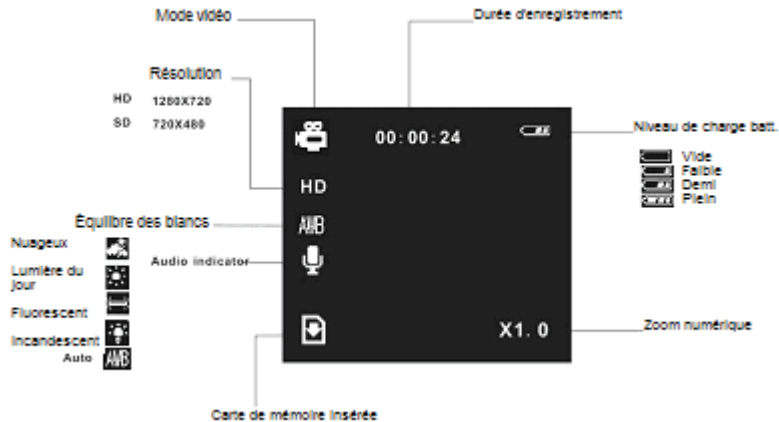 Mode vidéo
Durée d'enregistrement
Résolution
HD 1280X720
SD 720X480
00:00:24
Niveau de charge batt.
Vide
Faible
Demi
Plein
HD
Équilibre des blancs
AWB
Nuageux
Audio indicator
Lumière du
jour
Fluorescent
Incandescent
Auto AWB
X1.0
Zoom numérique
Carte de mémoire insérée